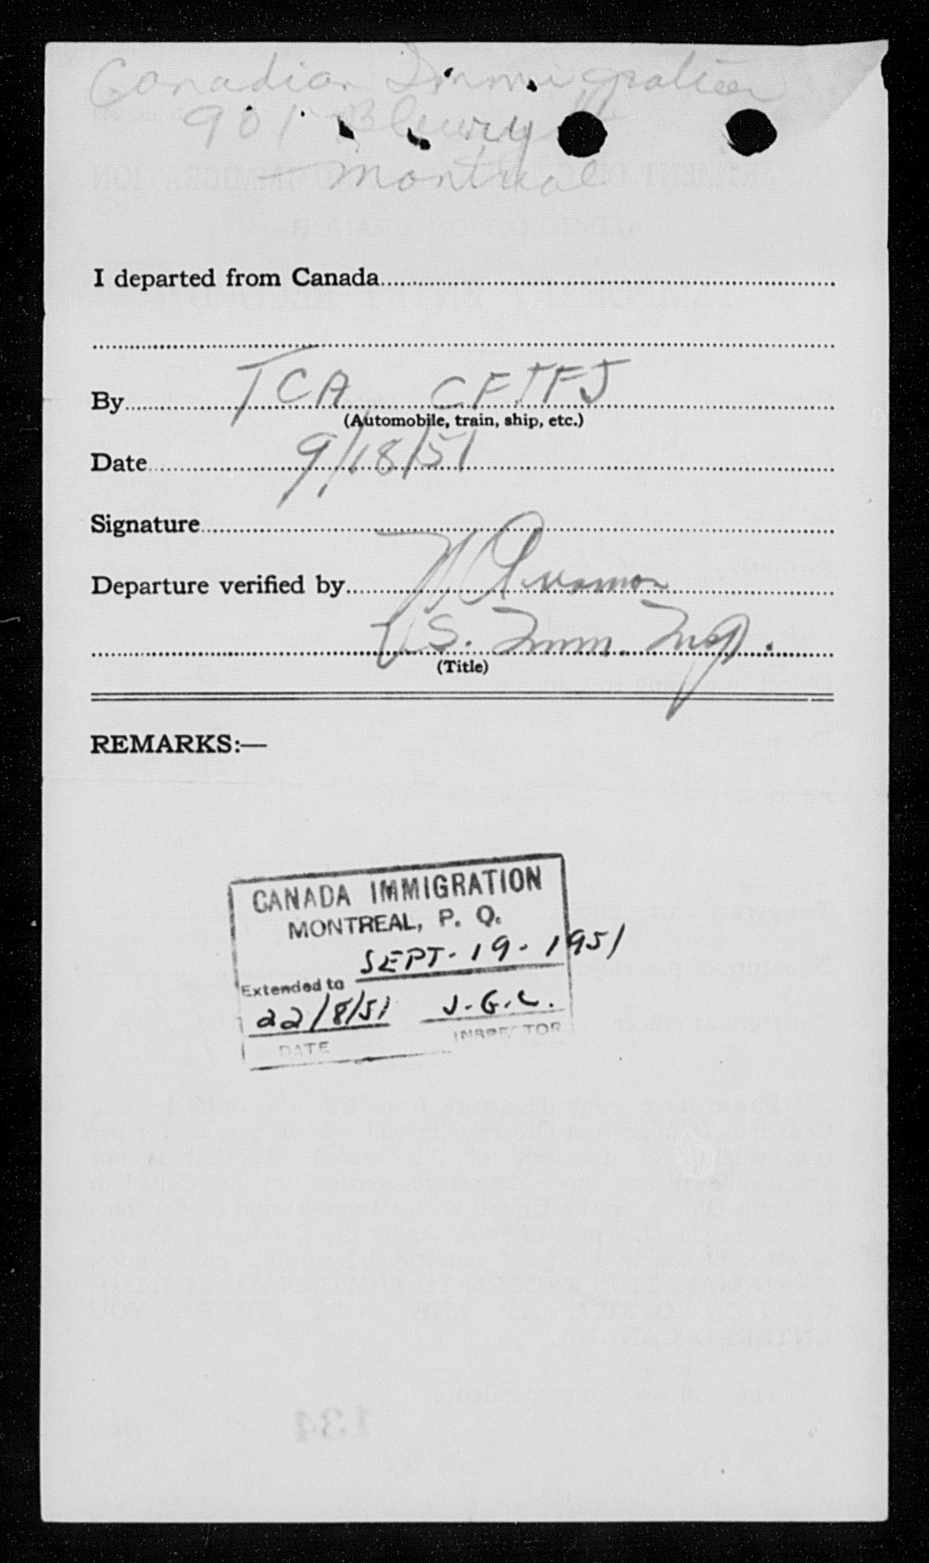 Canadian Immigration
901 Bleury St
Montreal
I departed from Canada
By TCA CFTFJ
(Automobile, train, ship, etc.)
Date 9/18/51
Signature
Departure verified by
U.S. Imm. Insp.
(Title)
REMARKS:—
CANADA IMMIGRATION
MONTREAL, P. Q.
Extended to SEPT-19-1951
22/8/51 J.G.C.
DATE INSPECTOR
134